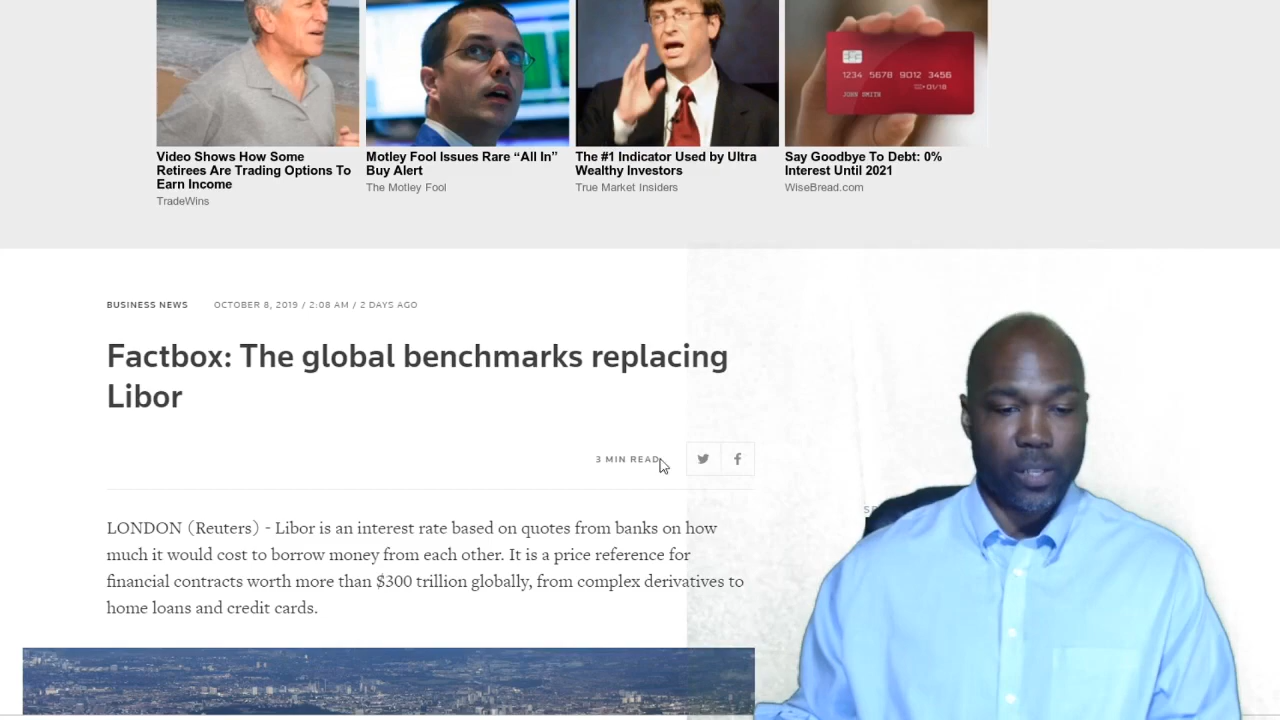 1234 5678 9012 3456
01/18
JOHN SMITH
Video Shows How Some
Retirees Are Trading Options To
Earn Income
TradeWins
Motley Fool Issues Rare “All In”
Buy Alert
The Motley Fool
The #1 Indicator Used by Ultra
Wealthy Investors
True Market Insiders
Say Goodbye To Debt: 0%
Interest Until 2021
WiseBread.com
BUSINESS NEWS
OCTOBER 8, 2019 / 2:08 AM / 2 DAYS AGO
Factbox: The global benchmarks replacing
Libor
3 MIN READ
LONDON (Reuters) - Libor is an interest rate based on quotes from banks on how
much it would cost to borrow money from each other. It is a price reference for
financial contracts worth more than $300 trillion globally, from complex derivatives to
home loans and credit cards.